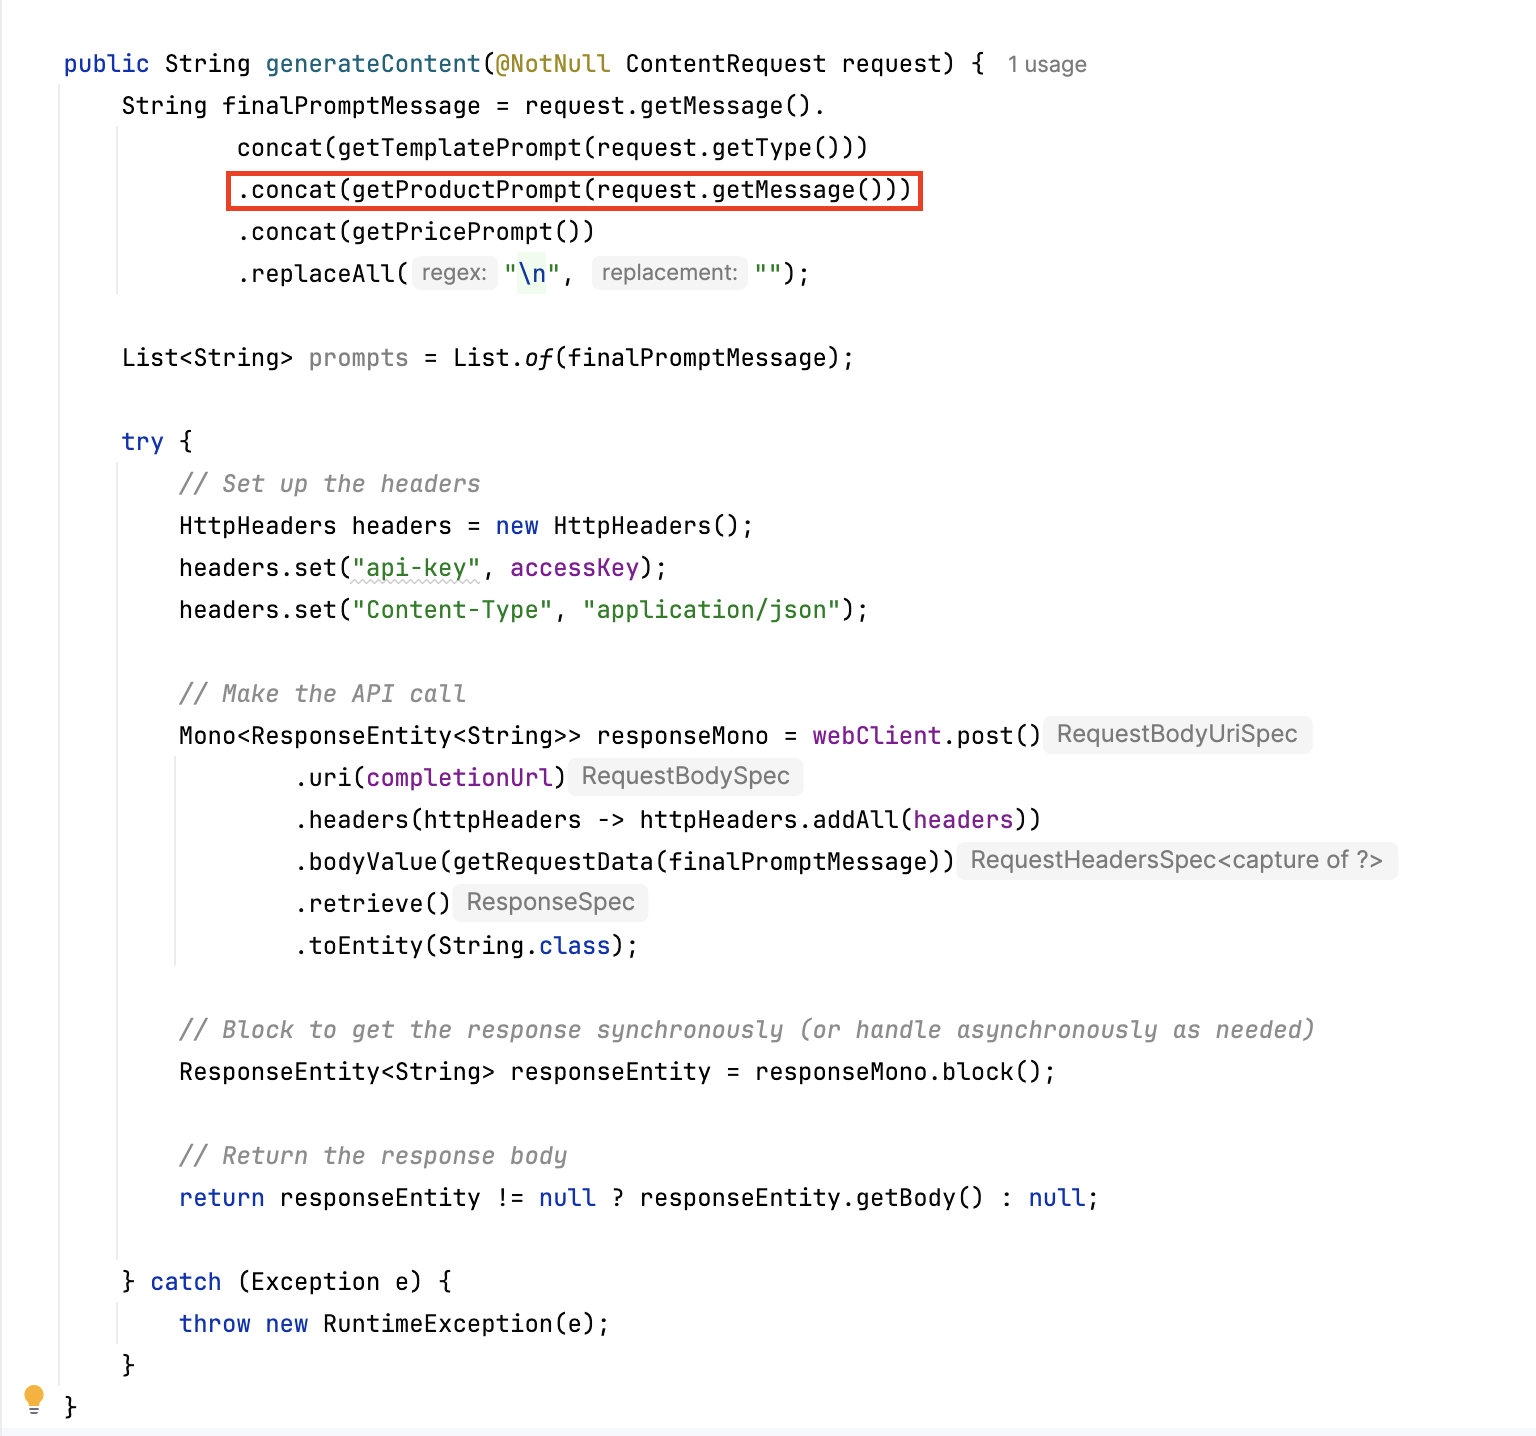 public String generateContent(@NotNull ContentRequest request) { 1 usage
String finalPromptMessage = request.getMessage().
concat(getTemplatePrompt(request.getType()))
.concat(getProductPrompt(request.getMessage()))
.concat(getPricePrompt())
.replaceAll( regex: "\n", replacement: "");
List<String> prompts = List.of(finalPromptMessage);
try {
// Set up the headers
HttpHeaders headers = new HttpHeaders();
headers.set("api-key", accessKey);
headers.set("Content-Type", "application/json");
// Make the API call
Mono<ResponseEntity<String>> responseMono = webClient.post() RequestBodyUriSpec
.uri(completionUrl) RequestBodySpec
.headers(httpHeaders -> httpHeaders.addAll(headers))
.bodyValue(getRequestData(finalPromptMessage)) RequestHeadersSpec<capture of ?>
.retrieve() ResponseSpec
.toEntity(String.class);
// Block to get the response synchronously (or handle asynchronously as needed)
ResponseEntity<String> responseEntity = responseMono.block();
// Return the response body
return responseEntity != null ? responseEntity.getBody() : null;
} catch (Exception e) {
throw new RuntimeException(e);
}
}